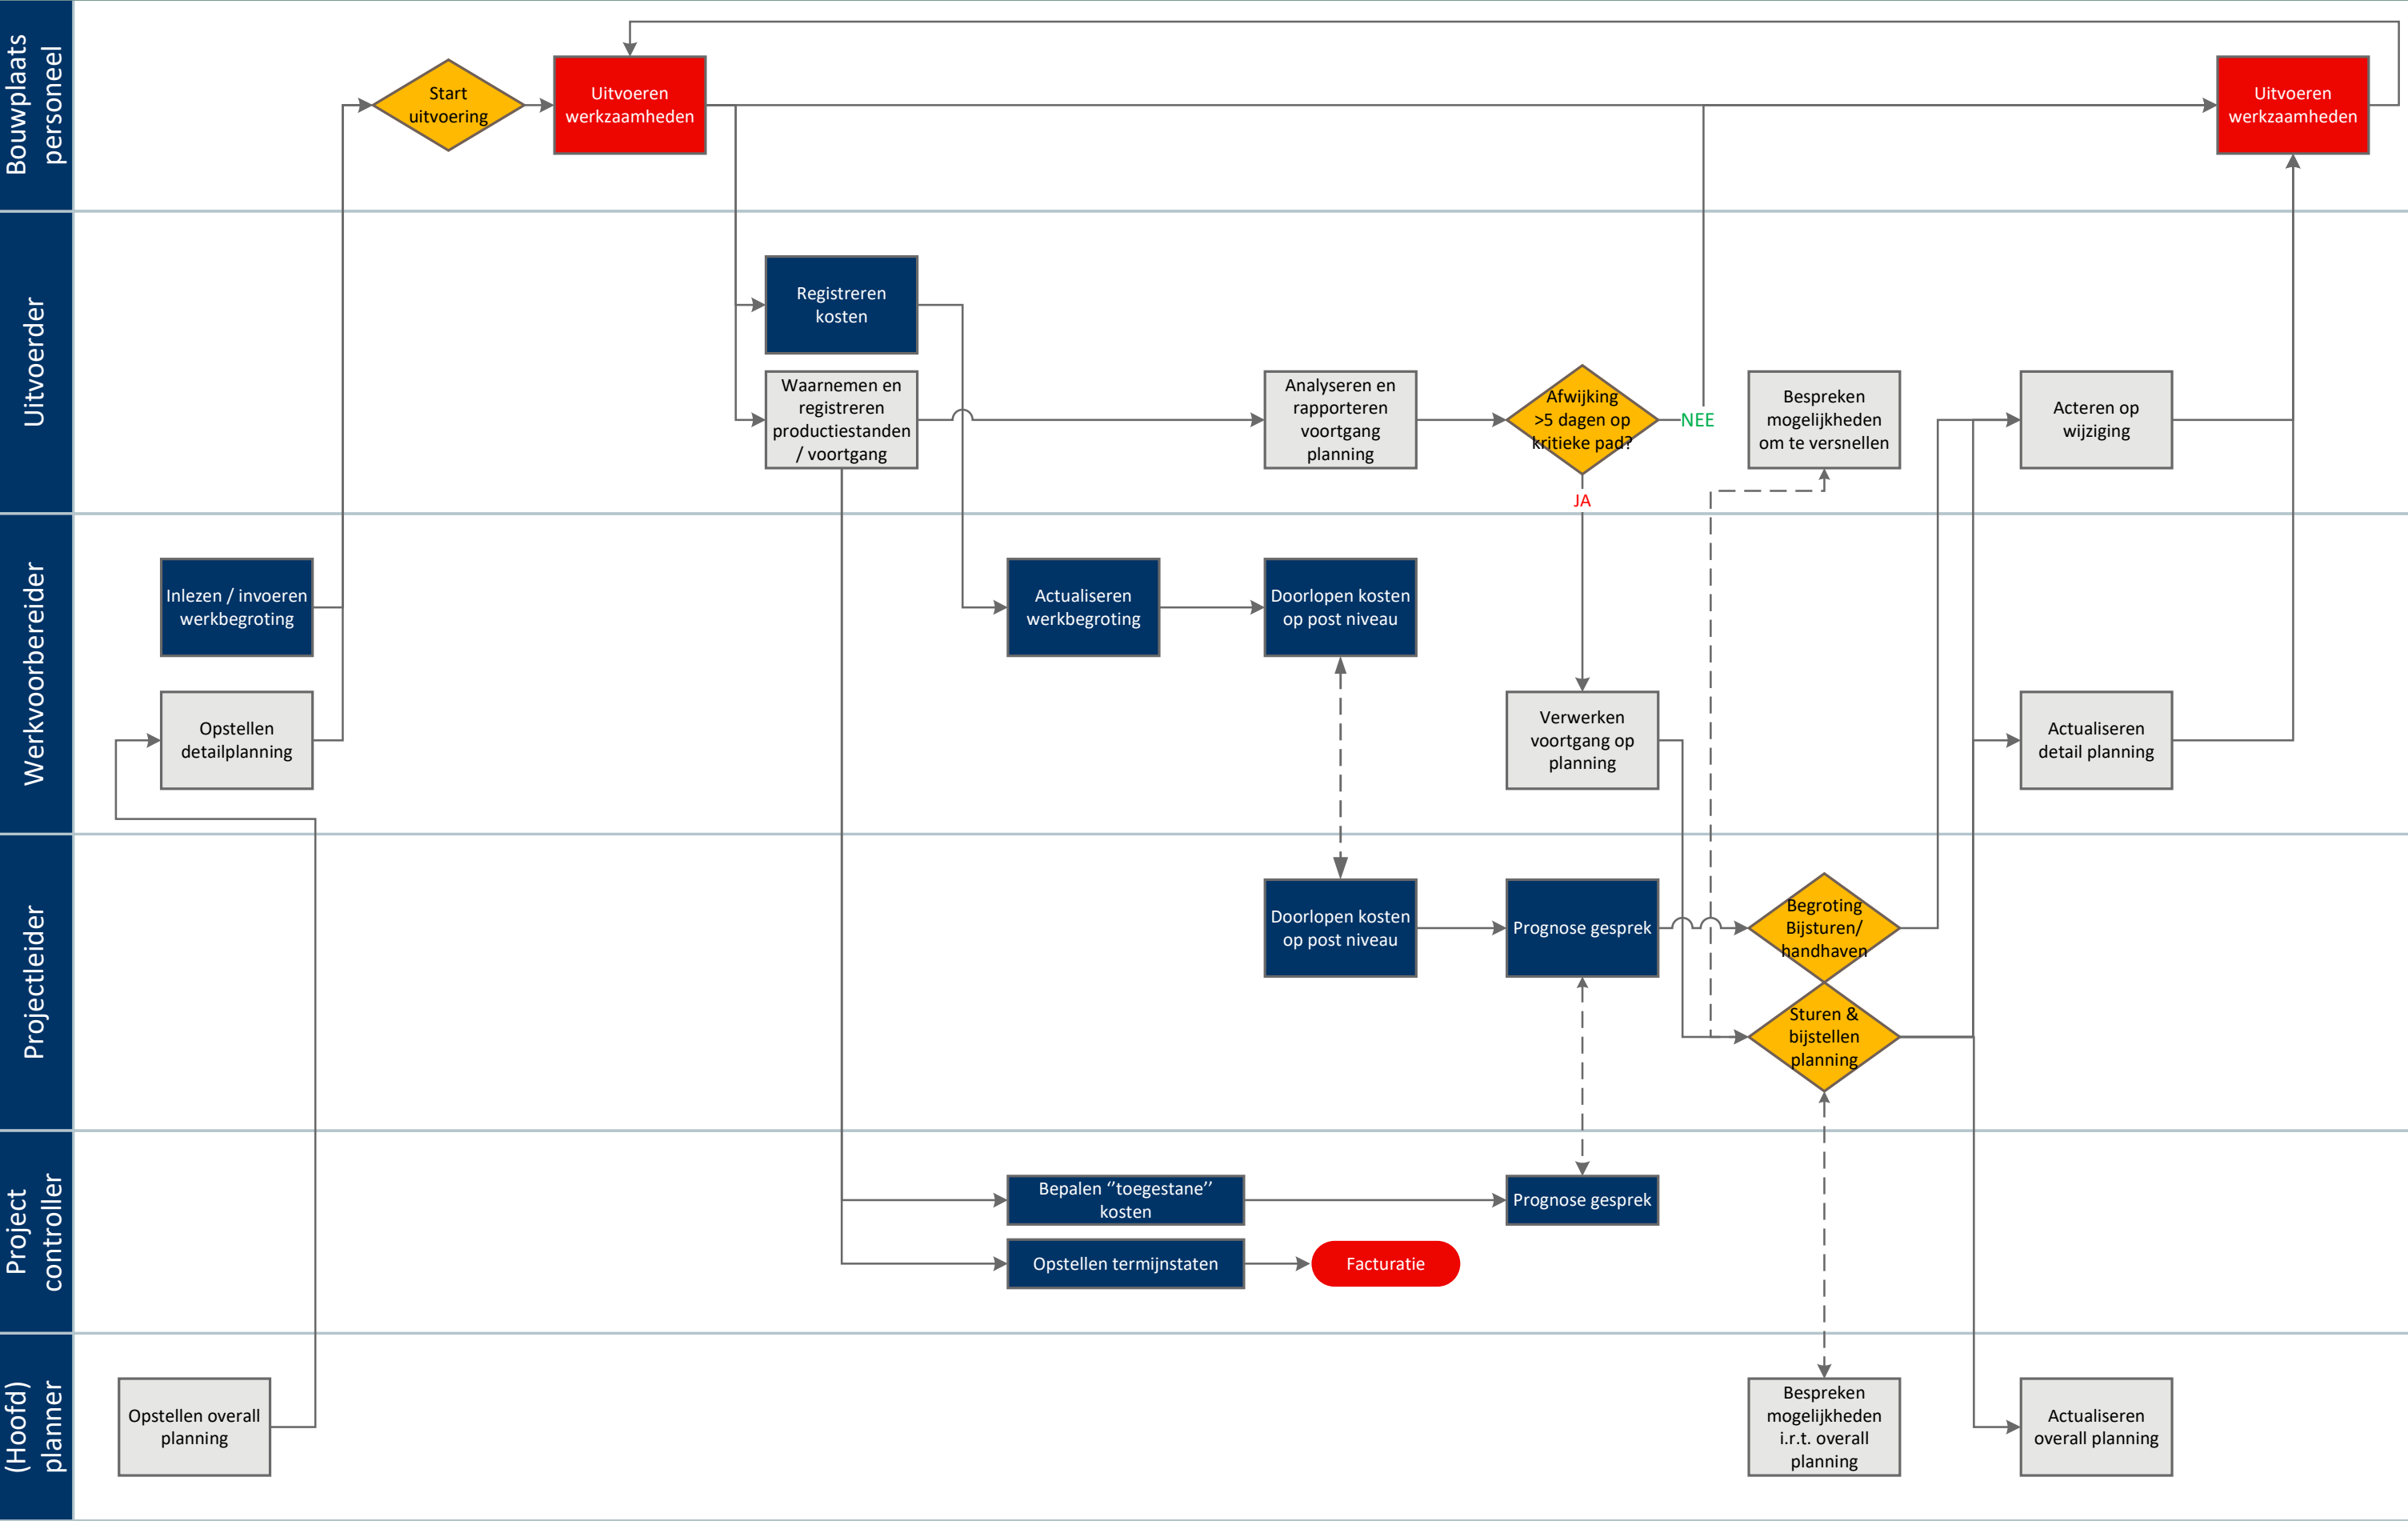 Bouwplaats
personeel
Start
uitvoering
Uitvoeren
werkzaamheden
Uitvoeren
werkzaamheden
Uitvoerder
Registreren
kosten
Waarnemen en
registreren
productiestanden
/ voortgang
Analyseren en
rapporteren
voortgang
planning
Afwijking
>5 dagen op
kritieke pad?
NEE
JA
Bespreken
mogelijkheden
om te versnellen
Acteren op
wijziging
Werkvoorbereider
Inlezen / invoeren
werkbegroting
Opstellen
detailplanning
Actualiseren
werkbegroting
Doorlopen kosten
op post niveau
Verwerken
voortgang op
planning
Actualiseren
detail planning
Projectleider
Doorlopen kosten
op post niveau
Prognose gesprek
Begroting
Bijsturen/
handhaven
Sturen &
bijstellen
planning
Project
controller
Bepalen ‘’toegestane’’
kosten
Prognose gesprek
Opstellen termijnstaten
Facturatie
(Hoofd)
planner
Opstellen overall
planning
Bespreken
mogelijkheden
i.r.t. overall
planning
Actualiseren
overall planning